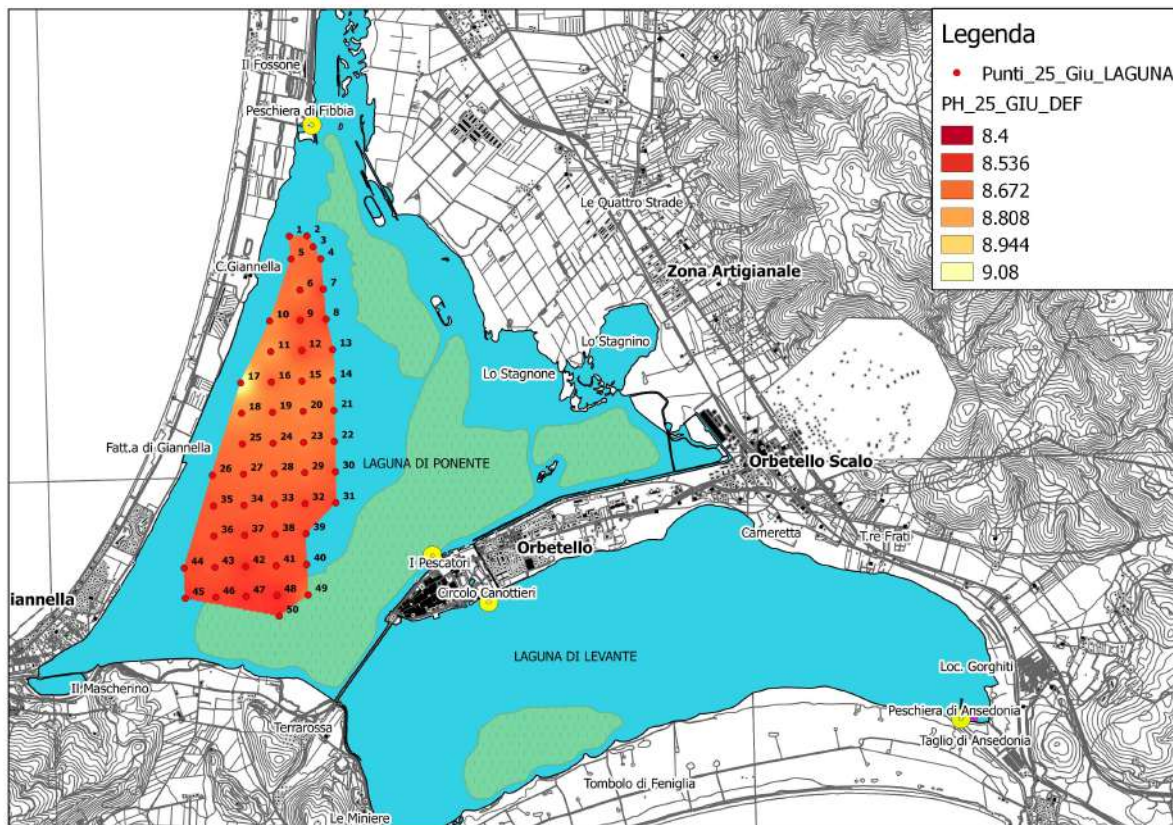 Legenda
Punti_25_Giu_LAGUNA
PH_25_GIU_DEF
8.4
8.536
8.672
8.808
8.944
9.08
Il Fossone
Peschiera di Fibbia
Le Quattro Strade
1 2
3
C.Giannella
5 4
Zona Artigianale
6 7
10 9 8
Lo Stagnino
11 12 13
Lo Stagnone
17 16 15 14
18 19 20 21
Fatt.a di Giannella
25 24 23 22
LAGUNA DI PONENTE
Orbetello Scalo
26 27 28 29 30
35 34 33 32 31
36 37 38 39
Cameretta
T.re Frati
Orbetello
I Pescatori
44 43 42 41 40
Circolo Canottieri
iannella
45 46 47 48 49
50
LAGUNA DI LEVANTE
Loc. Gorghiti
Il Mascherino
Peschiera di Ansedonia
Terrarossa
Taglio di Ansedonia
Tombolo di Feniglia
Le Miniere